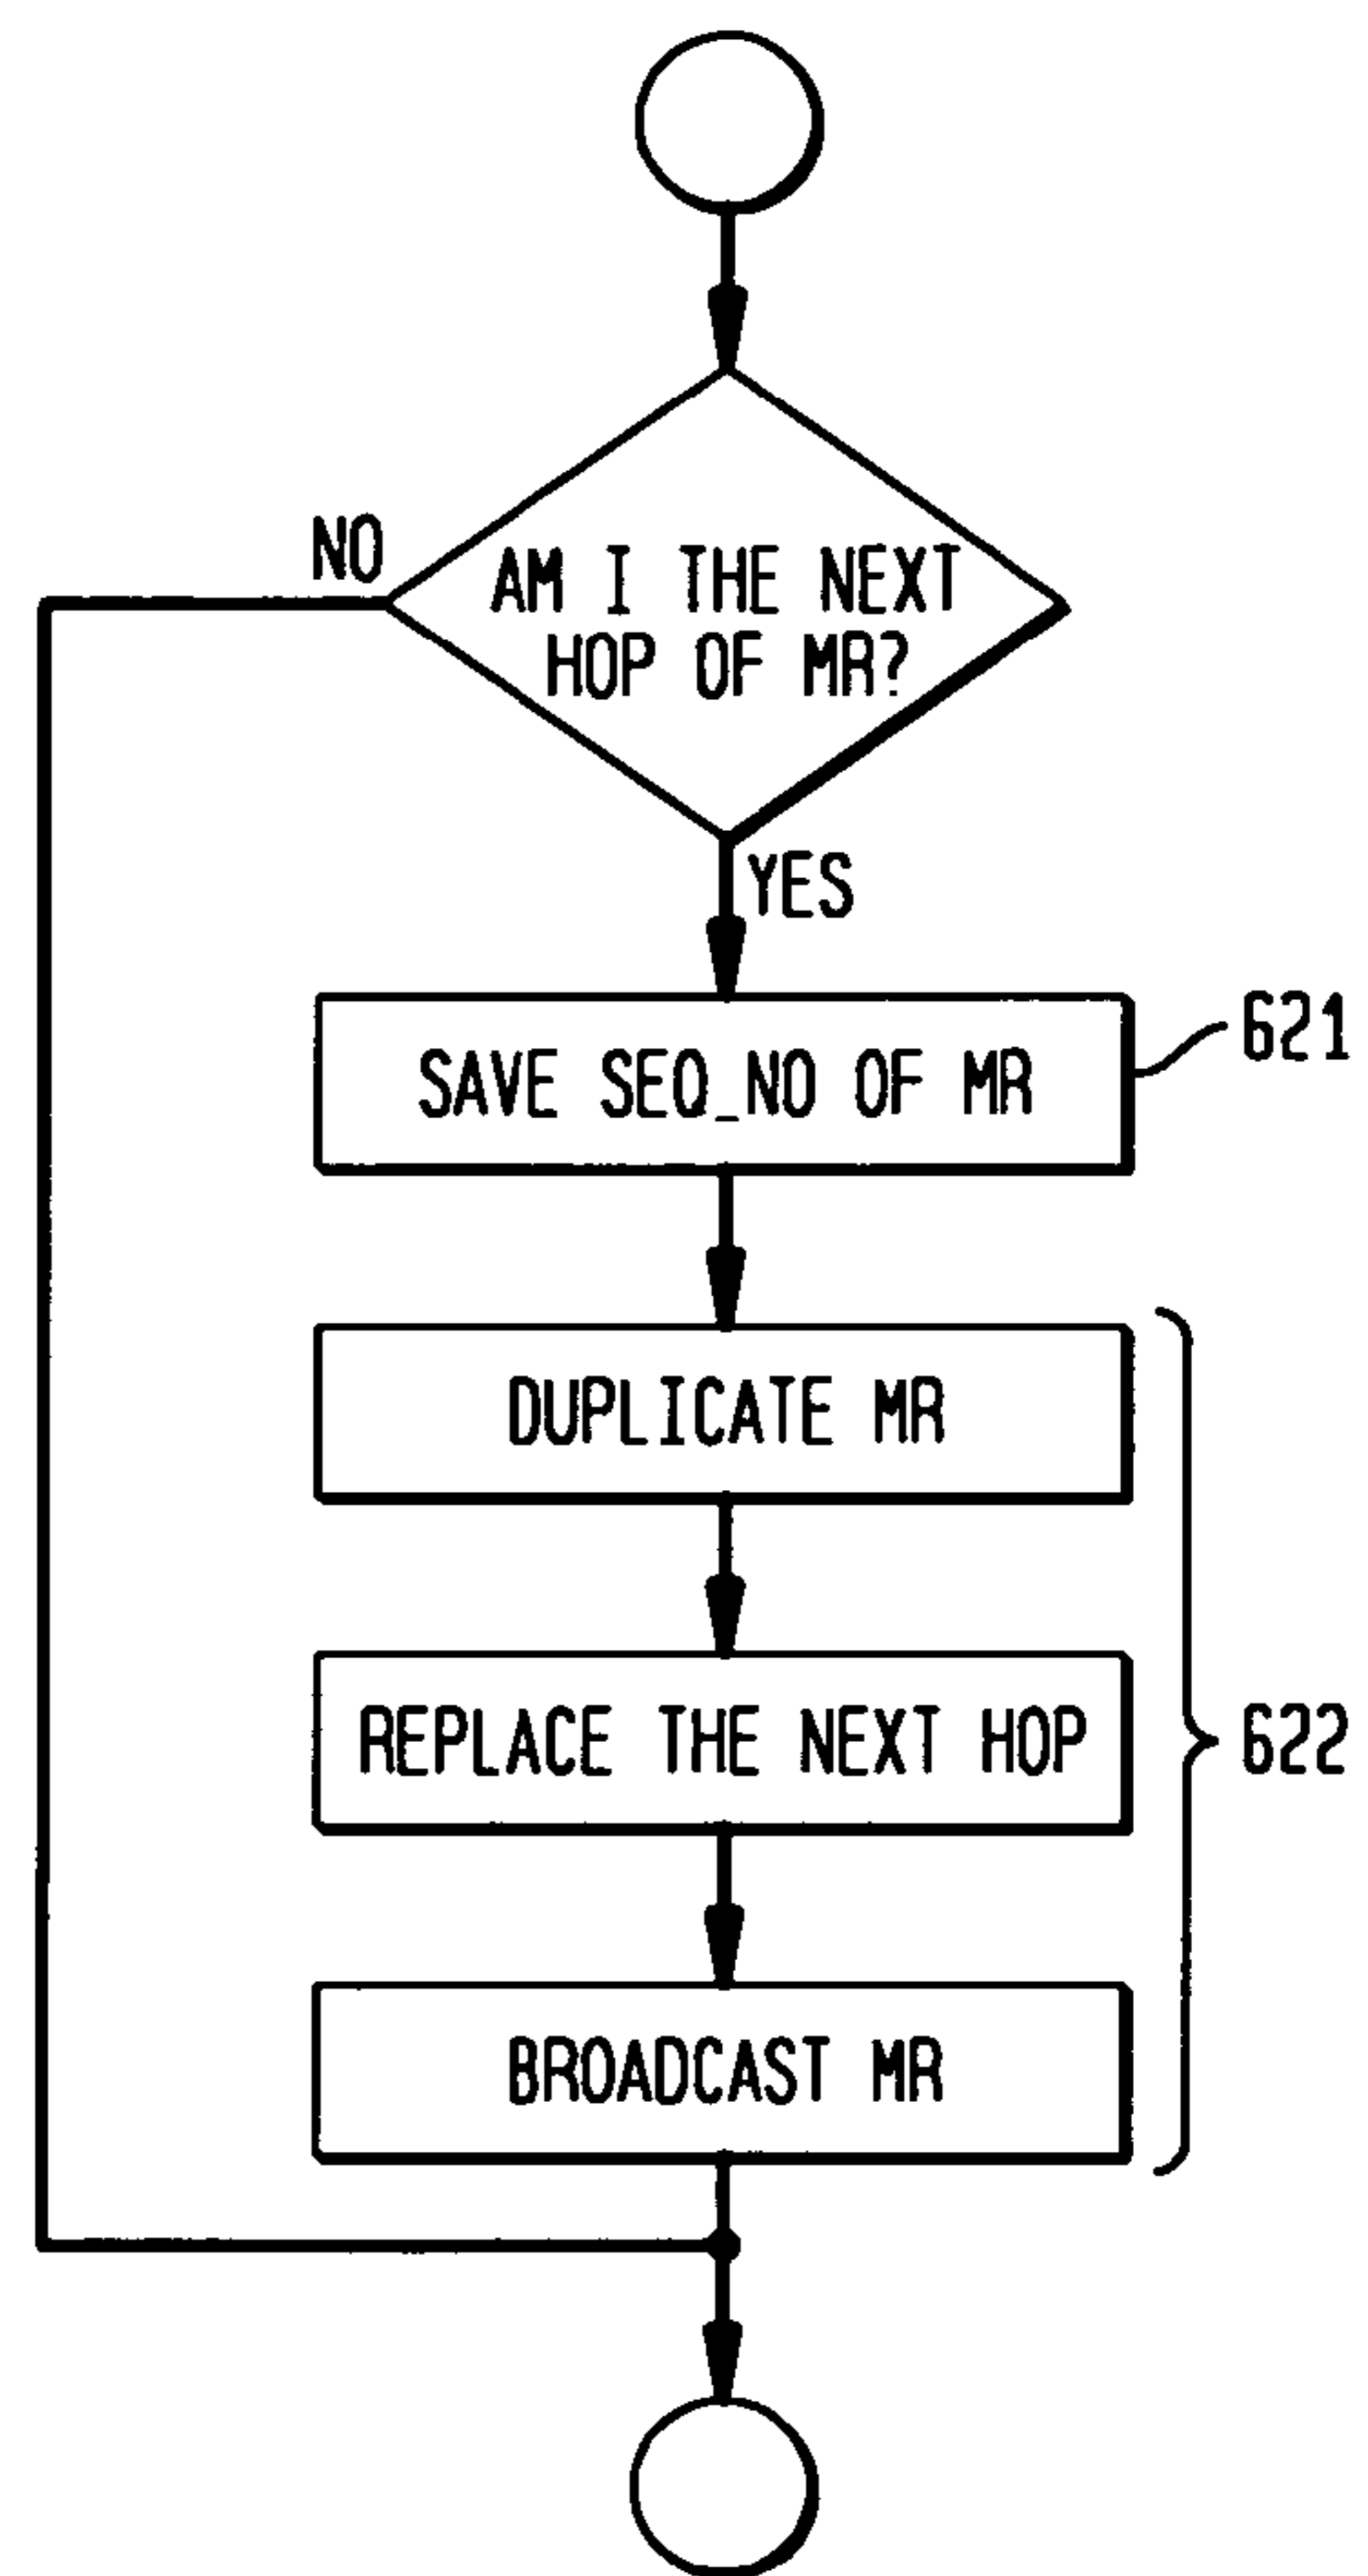 NO
AM I THE NEXT
HOP OF MR?
YES
SAVE SEQ_NO OF MR
621
DUPLICATE MR
REPLACE THE NEXT HOP
622
BROADCAST MR